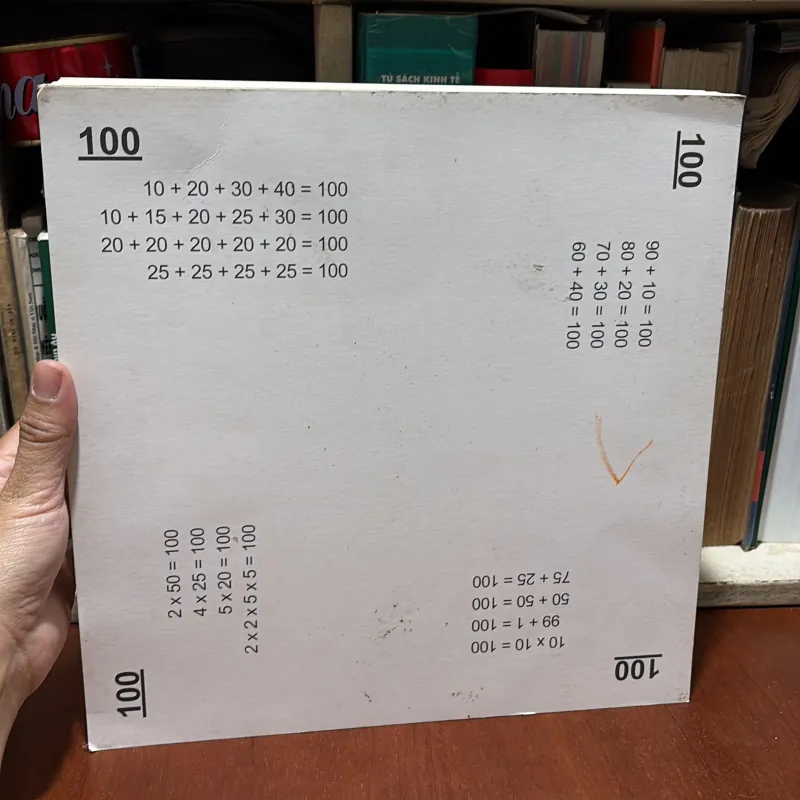 TỦ SÁCH KINH TẾ
100
10 + 20 + 30 + 40 = 100
10 + 15 + 20 + 25 + 30 = 100
20 + 20 + 20 + 20 + 20 = 100
25 + 25 + 25 + 25 = 100
100
90 + 10 = 100
80 + 20 = 100
70 + 30 = 100
60 + 40 = 100
100
10 x 10 = 100
99 + 1 = 100
50 + 50 = 100
75 + 25 = 100
100
2 x 50 = 100
4 x 25 = 100
5 x 20 = 100
2 x 2 x 5 x 5 = 100